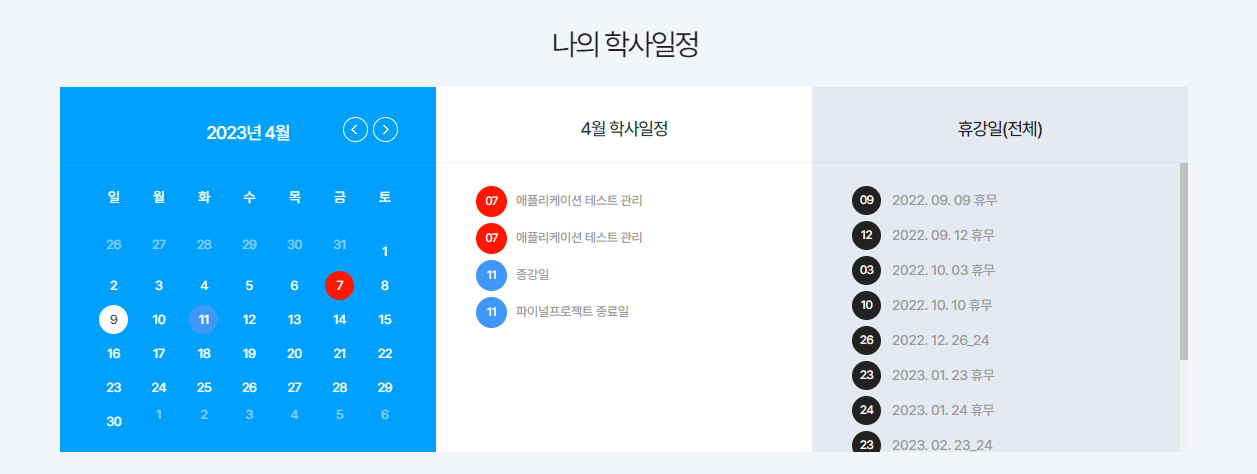 나의 학사일정
2023년 4월
일 월 화 수 목 금 토
26 27 28 29 30 31 1
2 3 4 5 6 7 8
9 10 11 12 13 14 15
16 17 18 19 20 21 22
23 24 25 26 27 28 29
30 1 2 3 4 5 6
4월 학사일정
07 애플리케이션 테스트 관리
07 애플리케이션 테스트 관리
11 종강일
11 파이널프로젝트 종료일
휴강일(전체)
09 2022. 09. 09 휴무
12 2022. 09. 12 휴무
03 2022. 10. 03 휴무
10 2022. 10. 10 휴무
26 2022. 12. 26_24
23 2023. 01. 23 휴무
24 2023. 01. 24 휴무
23 2023. 02. 23_24